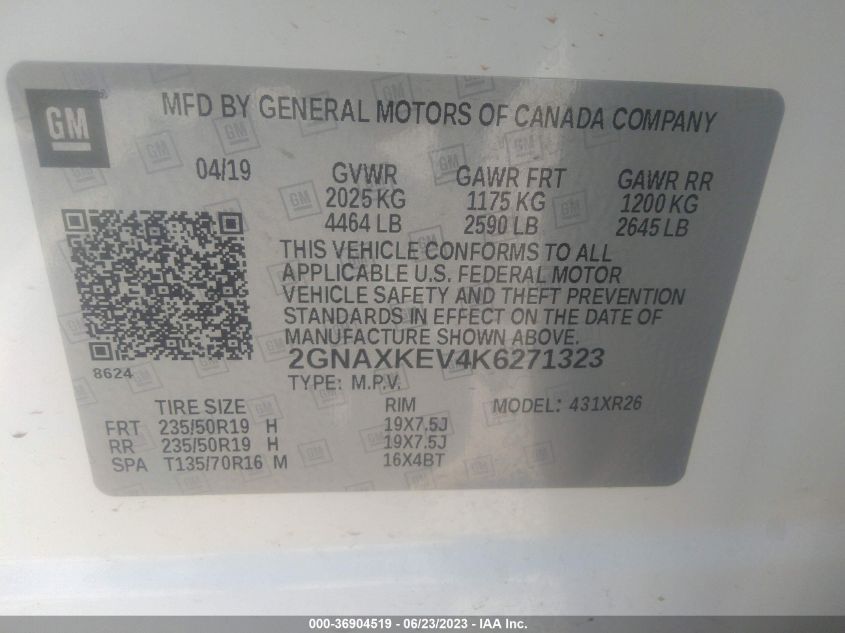 GM
MFD BY GENERAL MOTORS OF CANADA COMPANY
04/19 GVWR GAWR FRT GAWR RR
2025 KG 1175 KG 1200 KG
4464 LB 2590 LB 2645 LB
THIS VEHICLE CONFORMS TO ALL
APPLICABLE U.S. FEDERAL MOTOR
VEHICLE SAFETY AND THEFT PREVENTION
STANDARDS IN EFFECT ON THE DATE OF
MANUFACTURE SHOWN ABOVE.
8624 2GNAXKEV4K6271323
TYPE: M.P.V.
TIRE SIZE RIM MODEL: 431XR26
FRT 235/50R19 H 19X7.5J
RR 235/50R19 H 19X7.5J
SPA T135/70R16 M 16X4BT
000-36904519 - 06/23/2023 - IAA Inc.